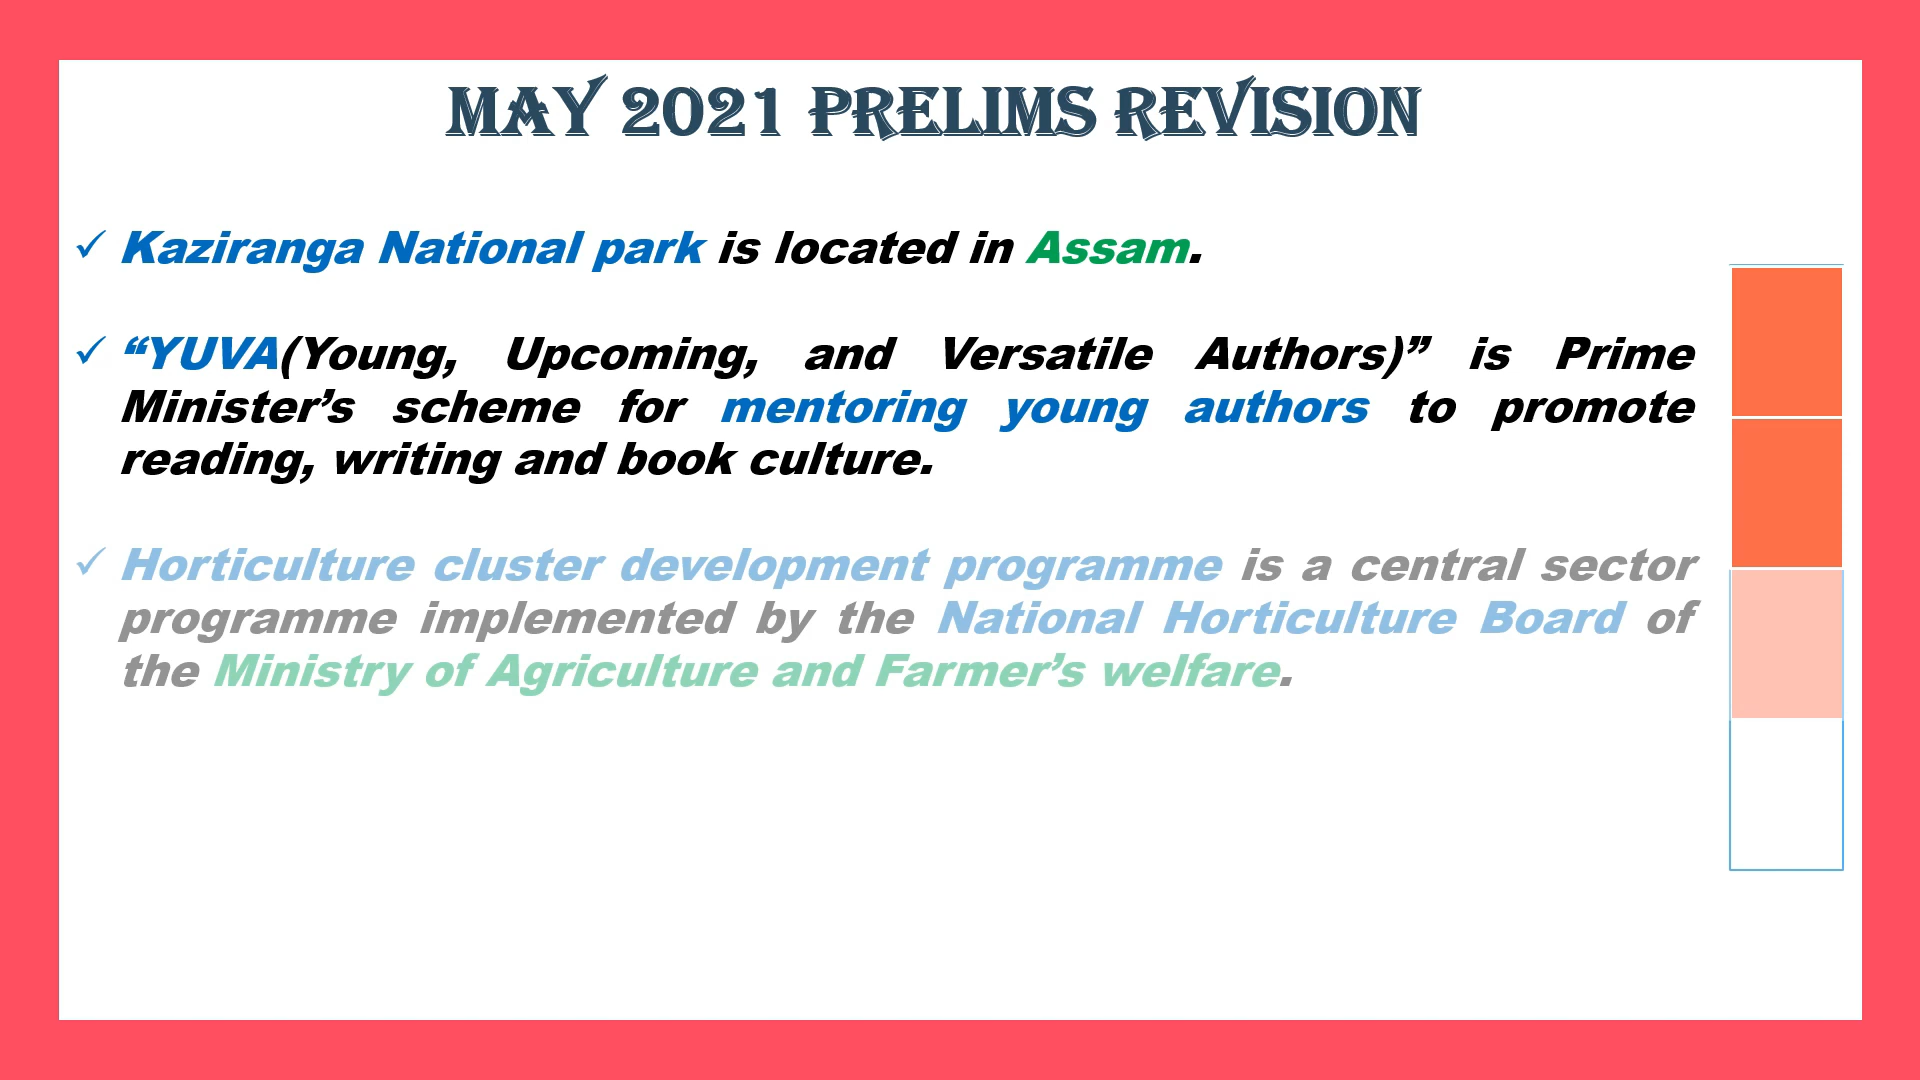 MAY 2021 PRELIMS REVISION
✓ Kaziranga National park is located in Assam.
✓ “YUVA(Young, Upcoming, and Versatile Authors)” is Prime
Minister’s scheme for mentoring young authors to promote
reading, writing and book culture.
✓ Horticulture cluster development programme is a central sector
programme implemented by the National Horticulture Board of
the Ministry of Agriculture and Farmer’s welfare.